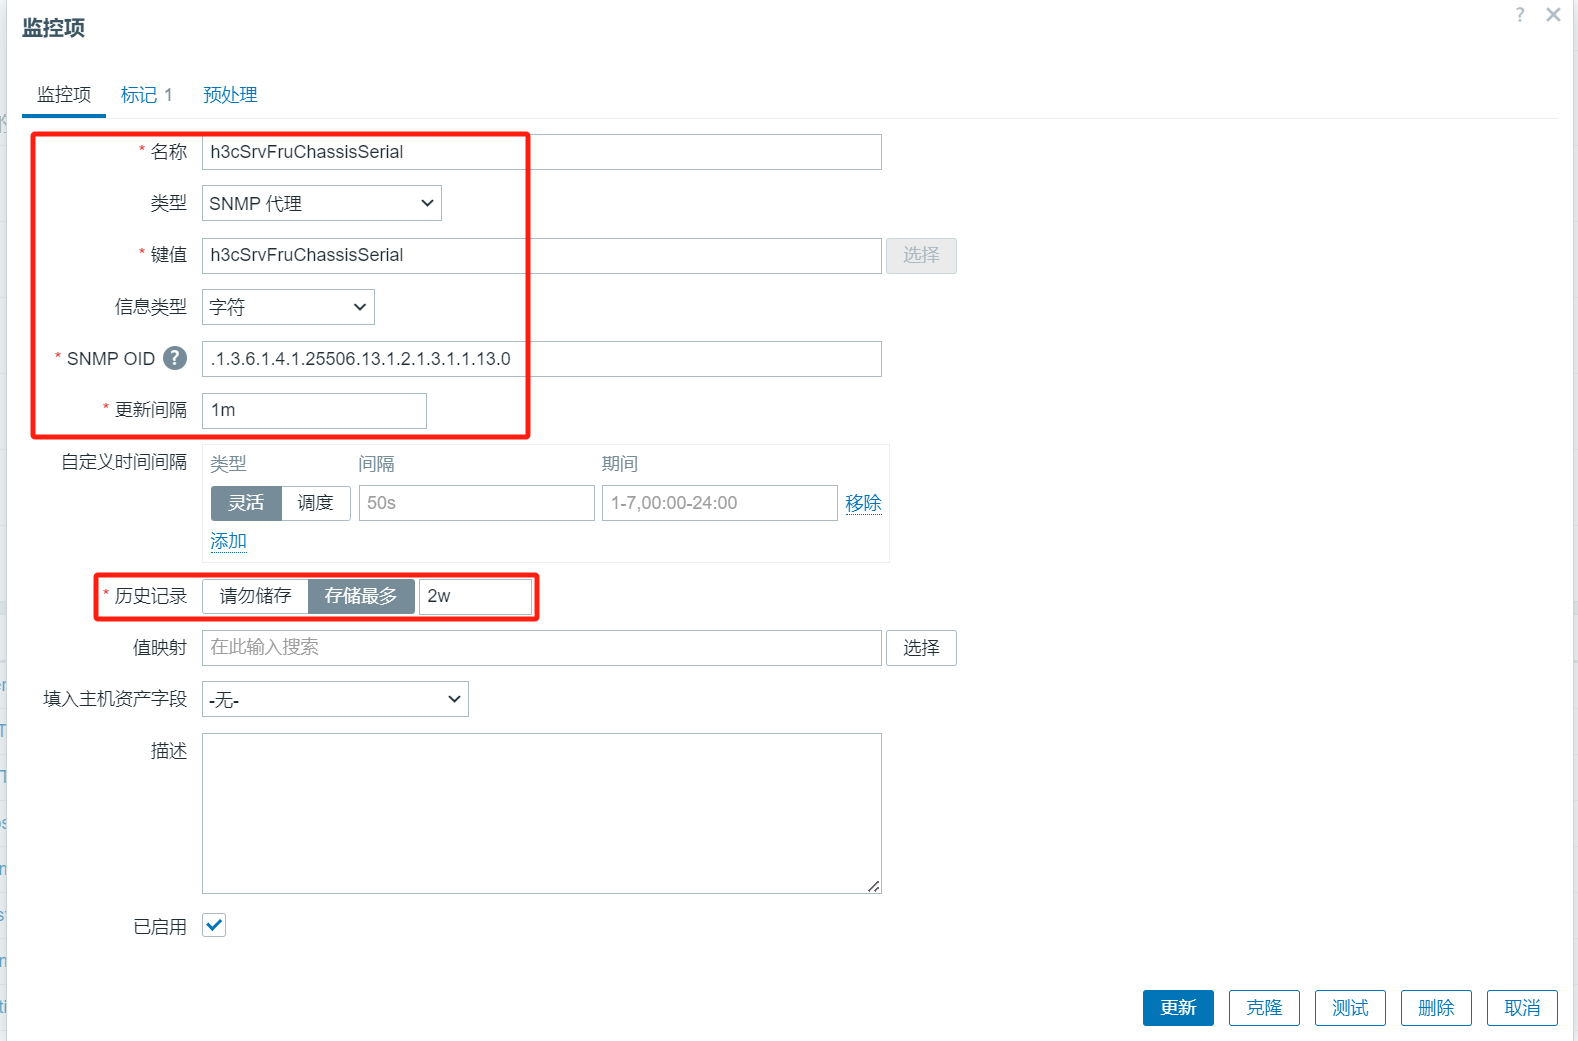 监控项
?
监控项 标记 1 预处理
* 名称 h3cSrvFruChassisSerial
类型 SNMP 代理
* 键值 h3cSrvFruChassisSerial 选择
信息类型 字符
* SNMP OID ? .1.3.6.1.4.1.25506.13.1.2.1.3.1.1.13.0
* 更新间隔 1m
自定义时间间隔 类型 间隔 期间
灵活 调度 50s 1-7,00:00-24:00 移除
添加
* 历史记录 请勿储存 存储最多 2w
值映射 在此输入搜索 选择
填入主机资产字段 -无-
描述
已启用
更新 克隆 测试 删除 取消